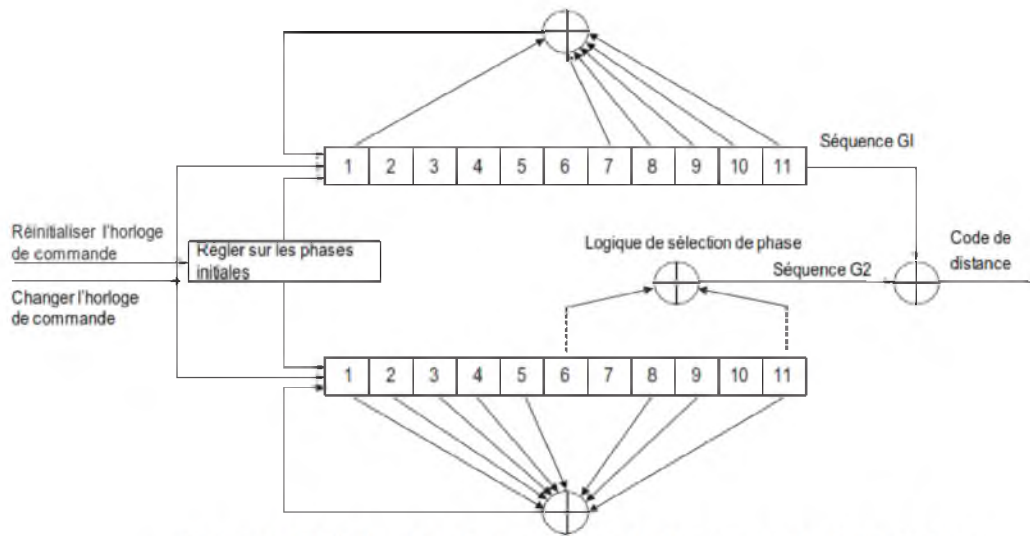 1 2 3 4 5 6 7 8 9 10 11
Séquence GI
Réinitialiser l'horloge
de commande
Régler sur les phases
initiales
Changer l'horloge
de commande
Logique de sélection de phase
Séquence G2
Code de
distance
1 2 3 4 5 6 7 8 9 10 11